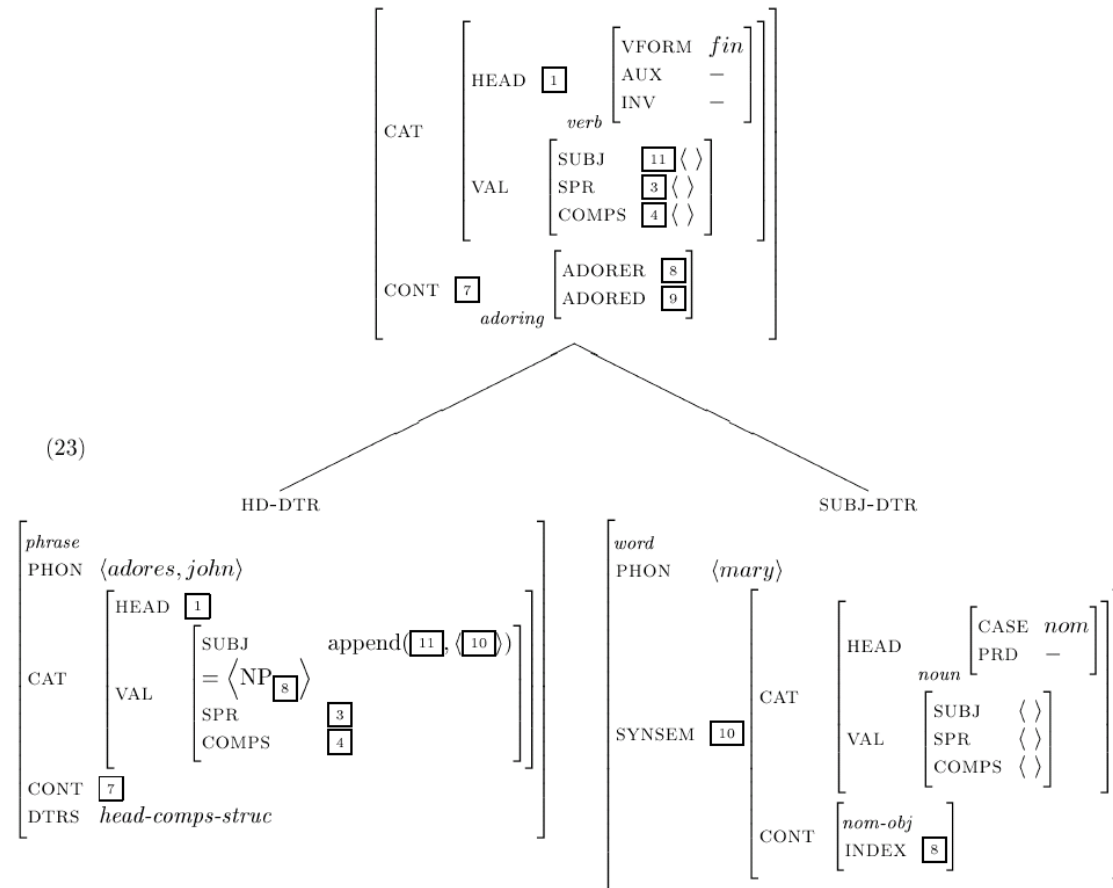 VFORM fin
HEAD 1 AUX −
INV −
verb
CAT
SUBJ 11 ⟨ ⟩
VAL SPR 3 ⟨ ⟩
COMPS 4 ⟨ ⟩
ADORER 8
CONT 7
ADORED 9
adoring
(23)
HD-DTR
phrase
PHON ⟨adores, john⟩
HEAD 1
SUBJ append( 11 , ⟨ 10 ⟩)
CAT
VAL = ⟨NP 8 ⟩
SPR 3
COMPS 4
CONT 7
DTRS head-comps-struc
SUBJ-DTR
word
PHON ⟨mary⟩
CASE nom
HEAD
PRD −
noun
CAT
SUBJ ⟨ ⟩
SYNSEM 10
VAL SPR ⟨ ⟩
COMPS ⟨ ⟩
nom-obj
CONT
INDEX 8